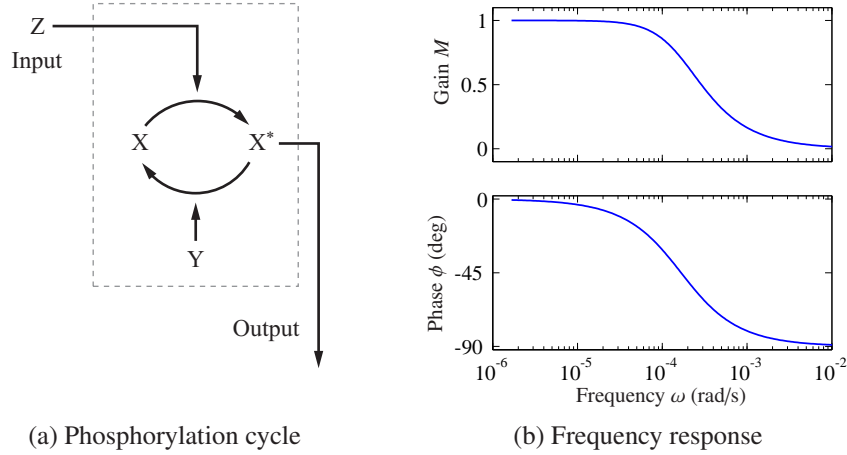 Z
Input
X
X*
Y
Output
(a) Phosphorylation cycle
Gain M
1
0.5
1
Phase ϕ (deg)
0
-45
-90
10^-6
10^-5
10^-4
10^-3
10^-2
Frequency ω (rad/s)
(b) Frequency response